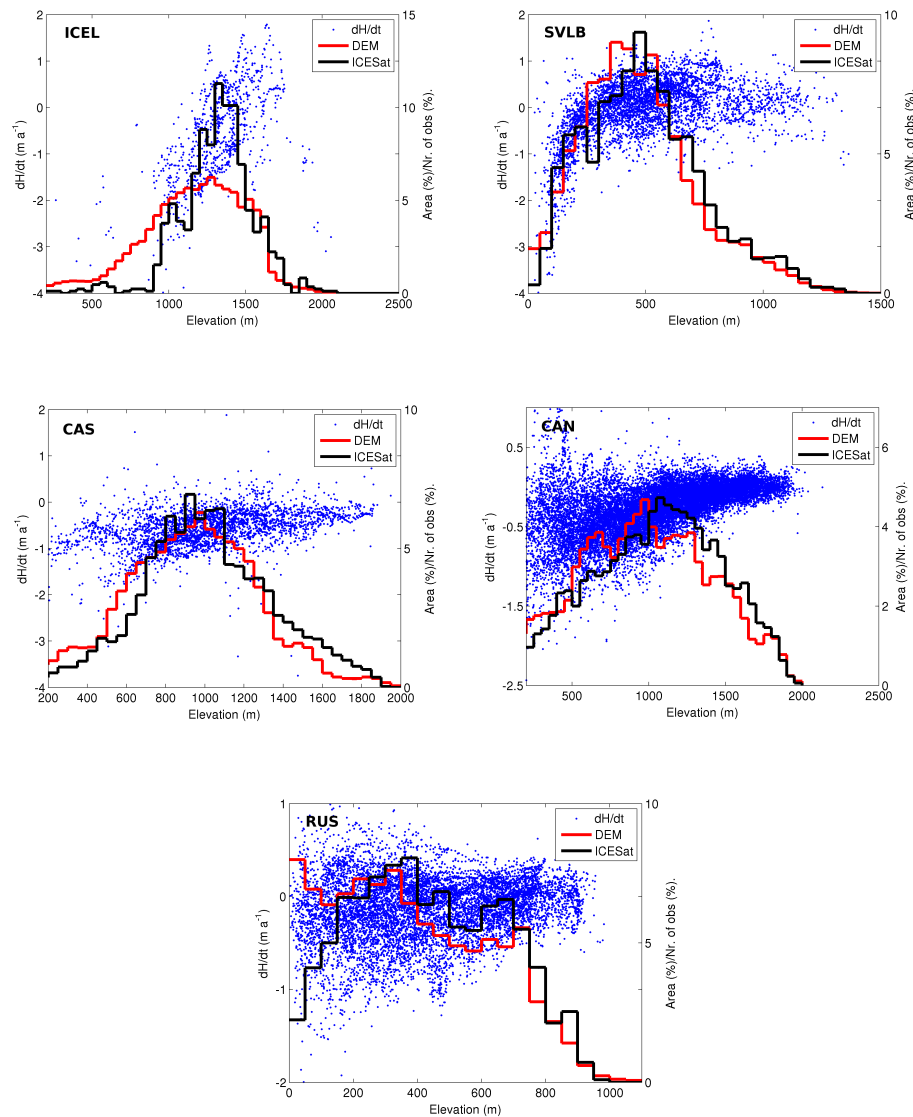 ICEL
dH/dt
DEM
ICESat
2
1
0
-1
-2
-3
-4
15
10
5
0
500 1000 1500 2000 2500
dH/dt (m a⁻¹)
Area (%)/Nr. of obs (%).
Elevation (m)
SVLB
dH/dt
DEM
ICESat
2
1
0
-1
-2
-3
-4
10
5
0
0 500 1000 1500
dH/dt (m a⁻¹)
Area (%)/Nr. of obs (%).
Elevation (m)
CAS
dH/dt
DEM
ICESat
2
1
0
-1
-2
-3
-4
10
5
0
200 400 600 800 1000 1200 1400 1600 1800 2000
dH/dt (m a⁻¹)
Area (%)/Nr. of obs (%).
Elevation (m)
CAN
dH/dt
DEM
ICESat
0.5
-0.5
-1.5
-2.5
6
4
2
0
500 1000 1500 2000 2500
dH/dt (m a⁻¹)
Area (%)/Nr. of obs (%).
Elevation (m)
RUS
dH/dt
DEM
ICESat
1
0
-1
-2
10
5
0
0 200 400 600 800 1000
dH/dt (m a⁻¹)
Area (%)/Nr. of obs (%).
Elevation (m)